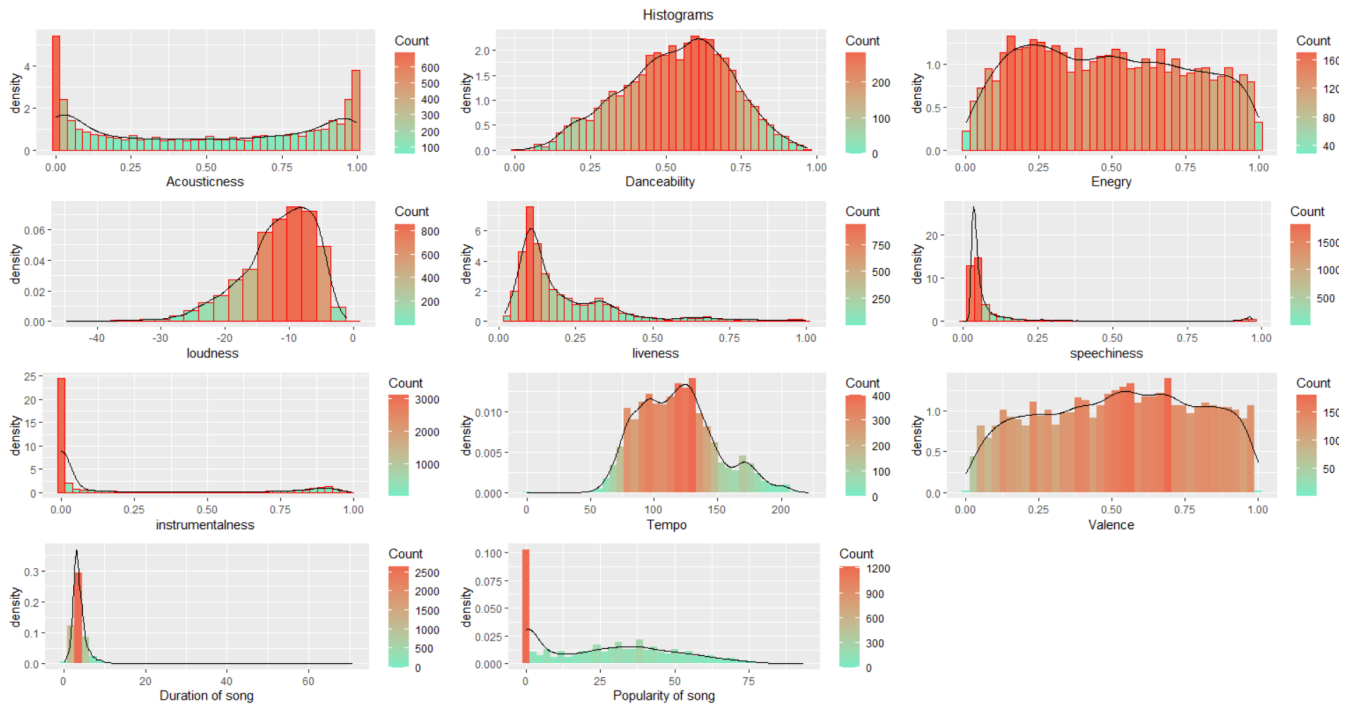 Histograms
density
4
2
0
0.00 0.25 0.50 0.75 1.00
Acousticness
Count
600
500
400
300
200
100
density
2.0
1.5
1.0
0.5
0.0
0.00 0.25 0.50 0.75 1.00
Danceability
Count
200
100
0
density
1.0
0.5
0.0
0.00 0.25 0.50 0.75 1.00
Enegry
Count
160
120
80
40
density
0.06
0.04
0.02
0.00
-40 -30 -20 -10 0
loudness
Count
800
600
400
200
density
6
4
2
0
0.00 0.25 0.50 0.75 1.00
liveness
Count
750
500
250
density
20
10
0
0.00 0.25 0.50 0.75 1.00
speechiness
Count
1500
1000
500
density
25
20
15
10
5
0
0.00 0.25 0.50 0.75 1.00
instrumentalness
Count
3000
2000
1000
density
0.010
0.005
0.000
0 50 100 150 200
Tempo
Count
400
300
200
100
0
density
1.0
0.5
0.0
0.00 0.25 0.50 0.75 1.00
Valence
Count
150
100
50
density
0.3
0.2
0.1
0.0
0 20 40 60
Duration of song
Count
2500
2000
1500
1000
500
0
density
0.100
0.075
0.050
0.025
0.000
0 25 50 75
Popularity of song
Count
1200
900
600
300
0